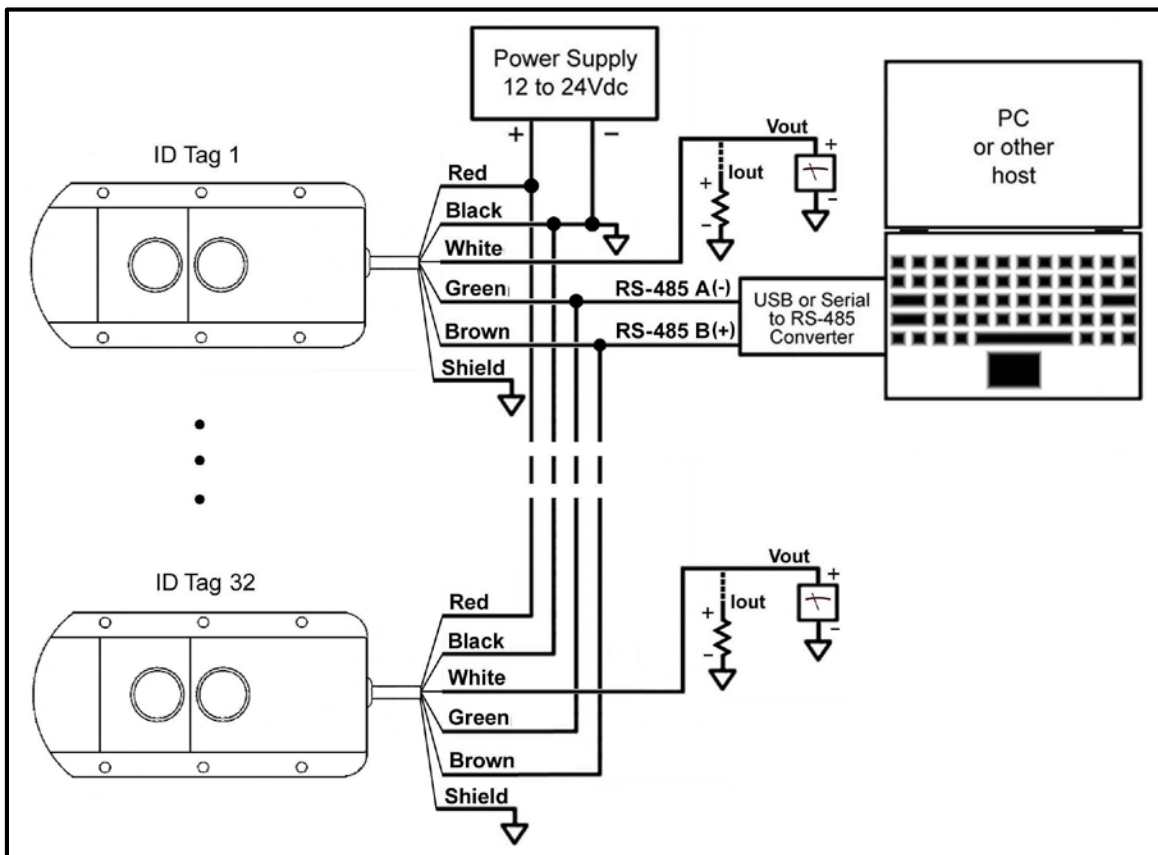 Power Supply
12 to 24Vdc
+
−
PC
or other
host
ID Tag 1
Vout
+
Iout
+
−
−
Red
Black
White
Green
RS-485 A(-)
Brown
RS-485 B(+)
Shield
USB or Serial
to RS-485
Converter
ID Tag 32
Vout
+
Iout
+
−
−
Red
Black
White
Green
Brown
Shield